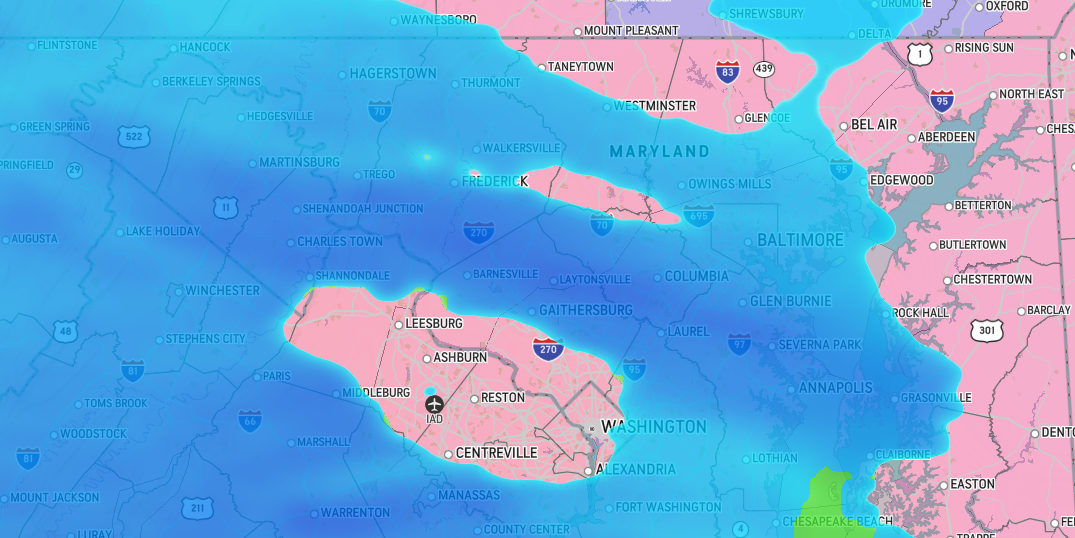 WAYNESBORO
SHREWSBURY
DRUMORE
OXFORD
MOUNT PLEASANT
DELTA
FLINTSTONE
HANCOCK
1
RISING SUN
TANEYTOWN
83
439
BERKELEY SPRINGS
HAGERSTOWN
THURMONT
NORTH EAST
95
WESTMINSTER
70
HEDGESVILLE
GLENCOE
BEL AIR
GREEN SPRING
522
ABERDEEN
CHES
WALKERSVILLE
MARYLAND
MARTINSBURG
PRINGFIELD
29
TREGO
FREDERICK
OWINGS MILLS
95
EDGEWOOD
11
SHENANDOAH JUNCTION
BETTERTON
70
695
LAKE HOLIDAY
270
AUGUSTA
CHARLES TOWN
BALTIMORE
BUTLERTOWN
SHANNONDALE
BARNESVILLE
LAYTONSVILLE
COLUMBIA
CHESTERTOWN
WINCHESTER
GLEN BURNIE
GAITHERSBURG
ROCK HALL
BARCLAY
LEESBURG
48
STEPHENS CITY
LAUREL
301
97
SEVERNA PARK
270
ASHBURN
81
PARIS
95
MIDDLEBURG
ANNAPOLIS
RESTON
GRASONVILLE
TOMS BROOK
IAD
66
WASHINGTON
WOODSTOCK
DENTO
MARSHALL
CENTREVILLE
81
LOTHIAN
CLAIBORNE
ALEXANDRIA
EASTON
MOUNT JACKSON
MANASSAS
211
WARRENTON
FORT WASHINGTON
CHESAPEAKE BEACH
4
COUNTY CENTER
LURAY
TRAPPE
FE